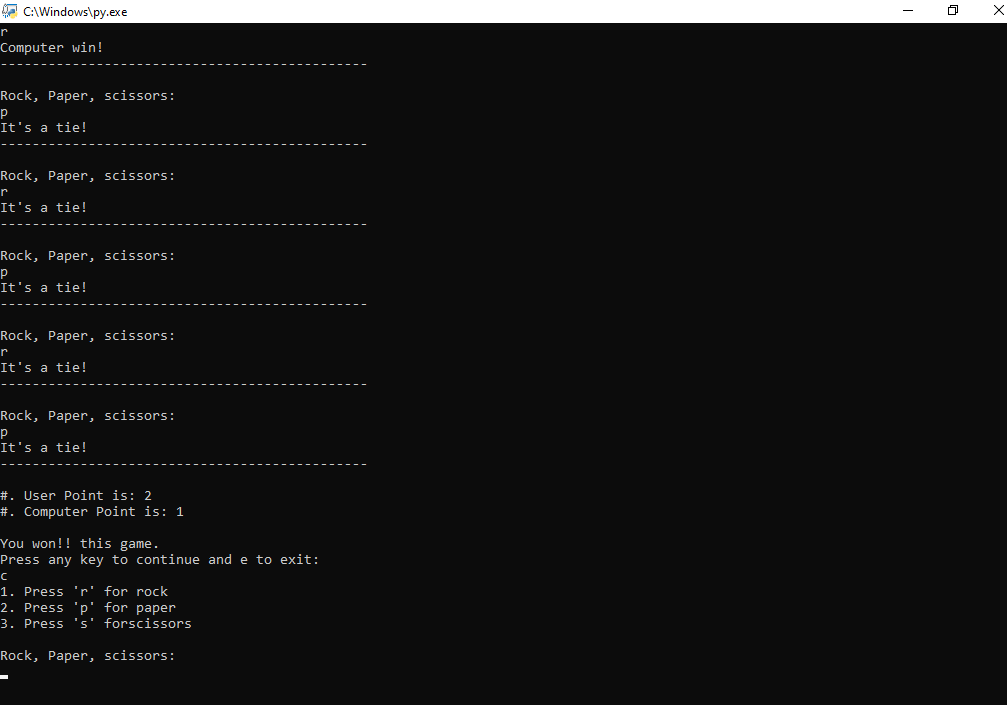 C:\Windows\py.exe
r
Computer win!
----------------------------------------------
Rock, Paper, scissors:
p
It's a tie!
----------------------------------------------
Rock, Paper, scissors:
r
It's a tie!
----------------------------------------------
Rock, Paper, scissors:
p
It's a tie!
----------------------------------------------
Rock, Paper, scissors:
r
It's a tie!
----------------------------------------------
Rock, Paper, scissors:
p
It's a tie!
----------------------------------------------
#. User Point is: 2
#. Computer Point is: 1
You won!! this game.
Press any key to continue and e to exit:
c
1. Press 'r' for rock
2. Press 'p' for paper
3. Press 's' forscissors
Rock, Paper, scissors: